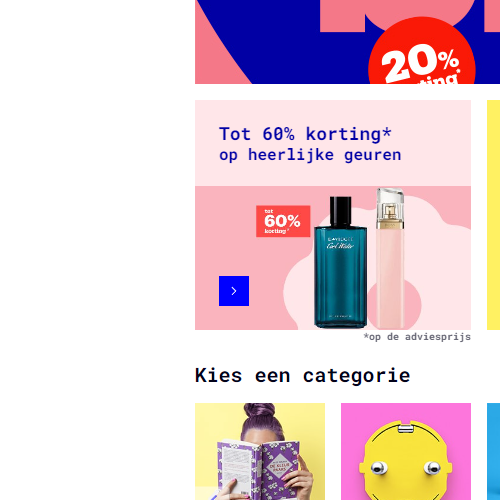 20%
korting*
Tot 60% korting*
op heerlijke geuren
tot
60%
korting*
DAVIDOFF
Cool Water
*op de adviesprijs
Kies een categorie